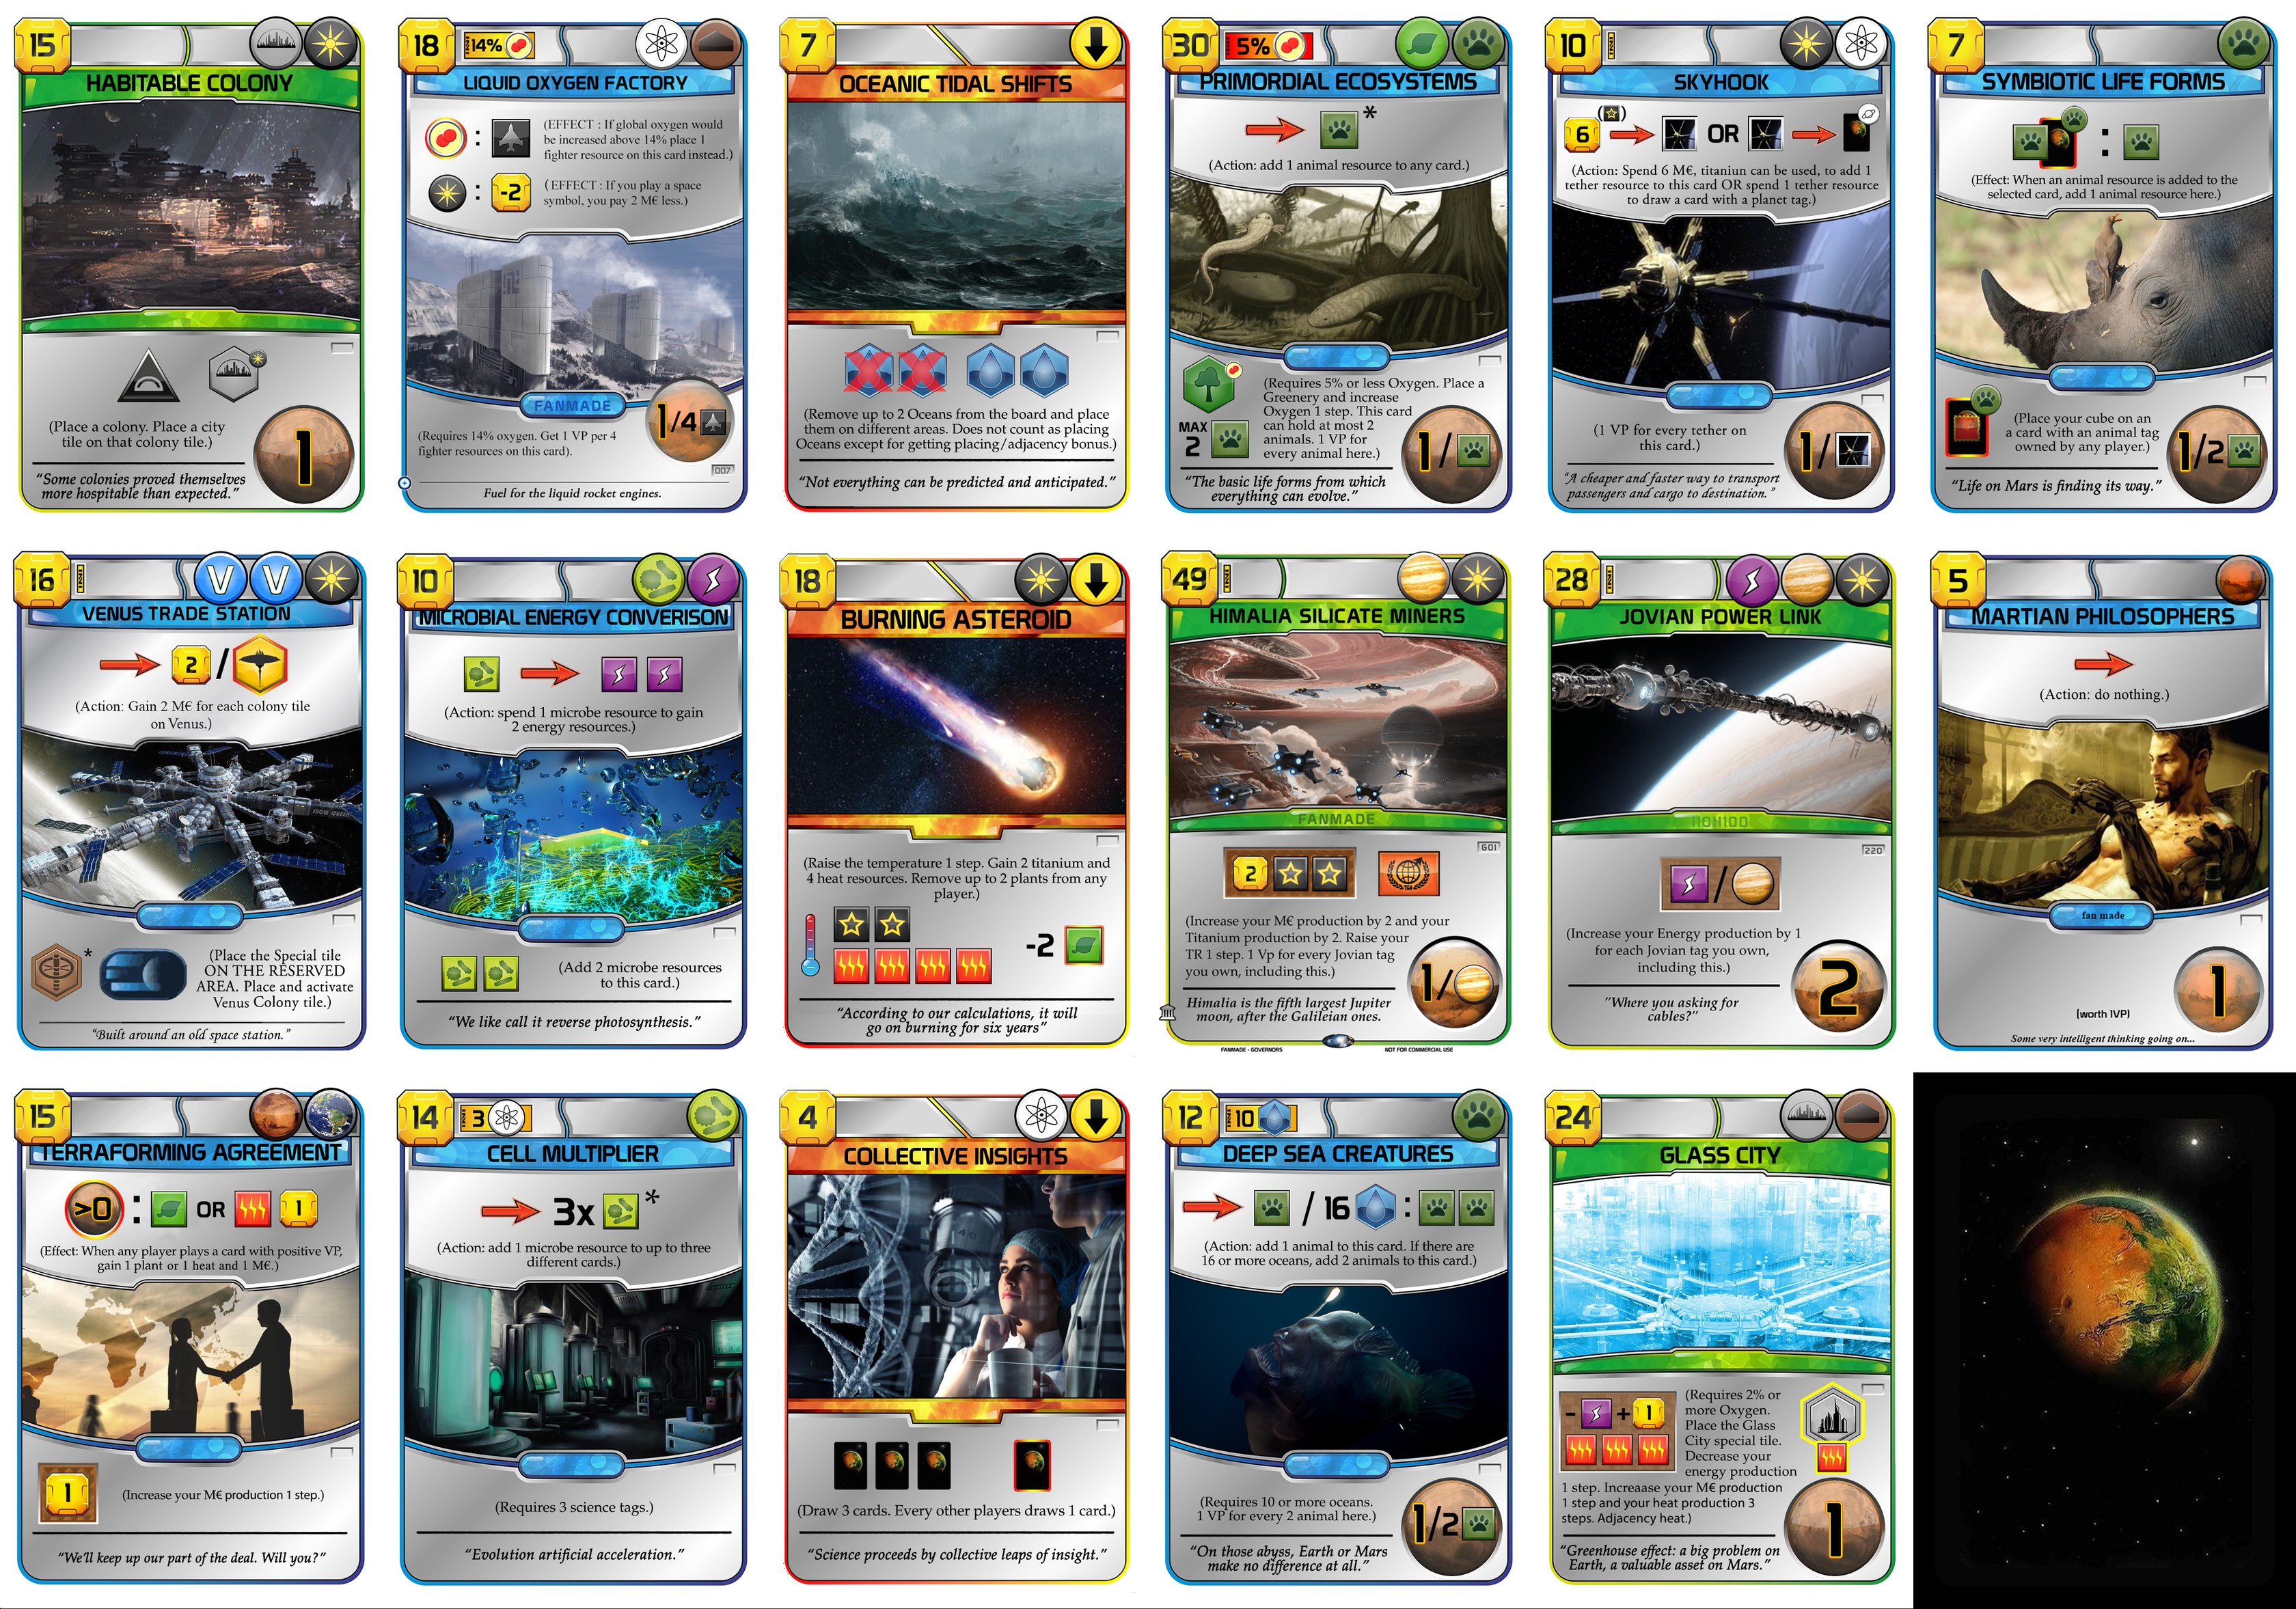 15
HABITABLE COLONY
(Place a colony. Place a city
tile on that colony tile.)
1
“Some colonies proved themselves
more hospitable than expected.”
18
14%
LIQUID OXYGEN FACTORY
:
(EFFECT : If global oxygen would
be increased above 14% place 1
fighter resource on this card instead.)
: -2
(EFFECT : If you play a space
symbol, you pay 2 M€ less.)
FANMADE
1/4
(Requires 14% oxygen. Get 1 VP per 4
fighter resources on this card).
007
Fuel for the liquid rocket engines.
7
OCEANIC TIDAL SHIFTS
(Remove up to 2 Oceans from the board and place
them on different areas. Does not count as placing
Oceans except for getting placing/adjacency bonus.)
“Not everything can be predicted and anticipated.”
30
5%
PRIMORDIAL ECOSYSTEMS
*
(Action: add 1 animal resource to any card.)
(Requires 5% or less Oxygen. Place a
Greenery and increase
Oxygen 1 step. This card
can hold at most 2
animals. 1 VP for
every animal here.)
MAX
2
1/
“The basic life forms from which
everything can evolve.”
10
SKYHOOK
6 OR
(Action: Spend 6 M€, titaniun can be used, to add 1
tether resource to this card OR spend 1 tether resource
to draw a card with a planet tag.)
(1 VP for every tether on
this card.)
1/
“A cheaper and faster way to transport
passengers and cargo to destination.”
7
SYMBIOTIC LIFE FORMS
:
(Effect: When an animal resource is added to the
selected card, add 1 animal resource here.)
(Place your cube on an
a card with an animal tag
owned by any player.)
1/2
“Life on Mars is finding its way.”
16
V V
VENUS TRADE STATION
2 /
(Action: Gain 2 M€ for each colony tile
on Venus.)
*
(Place the Special tile
ON THE RESERVED
AREA. Place and activate
Venus Colony tile.)
“Built around an old space station.”
10
MICROBIAL ENERGY CONVERISON
(Action: spend 1 microbe resource to gain
2 energy resources.)
(Add 2 microbe resources
to this card.)
“We like call it reverse photosynthesis.”
18
BURNING ASTEROID
(Raise the temperature 1 step. Gain 2 titanium and
4 heat resources. Remove up to 2 plants from any
player.)
-2
“According to our calculations, it will
go on burning for six years”
49
HIMALIA SILICATE MINERS
FANMADE
G01
2
(Increase your M€ production by 2 and your
Titanium production by 2. Raise your
TR 1 step. 1 Vp for every Jovian tag
you own, including this.)
1/
Himalia is the fifth largest Jupiter
moon, after the Galileian ones.
FANMADE - GOVERNORS
NOT FOR COMMERCIAL USE
28
JOVIAN POWER LINK
220
/
(Increase your Energy production by 1
for each Jovian tag you own,
including this.)
2
"Where you asking for
cables?"
5
MARTIAN PHILOSOPHERS
(Action: do nothing.)
fan made
1
(worth 1VP)
Some very intelligent thinking going on...
15
TERRAFORMING AGREEMENT
>0 : OR 1
(Effect: When any player plays a card with positive VP,
gain 1 plant or 1 heat and 1 M€.)
1
(Increase your M€ production 1 step.)
“We’ll keep up our part of the deal. Will you?”
14
3
CELL MULTIPLIER
3x *
(Action: add 1 microbe resource to up to three
different cards.)
(Requires 3 science tags.)
“Evolution artificial acceleration.”
4
COLLECTIVE INSIGHTS
(Draw 3 cards. Every other players draws 1 card.)
“Science proceeds by collective leaps of insight.”
12
10
DEEP SEA CREATURES
/ 16 :
(Action: add 1 animal to this card. If there are
16 or more oceans, add 2 animals to this card.)
(Requires 10 or more oceans.
1 VP for every 2 animal here.)
1/2
“On those abyss, Earth or Mars
make no difference at all.”
24
GLASS CITY
- + 1
(Requires 2% or
more Oxygen.
Place the Glass
City special tile.
Decrease your
energy production
1 step. Increaase your M€ production
1 step and your heat production 3
steps. Adjacency heat.)
1
“Greenhouse effect: a big problem on
Earth, a valuable asset on Mars.”